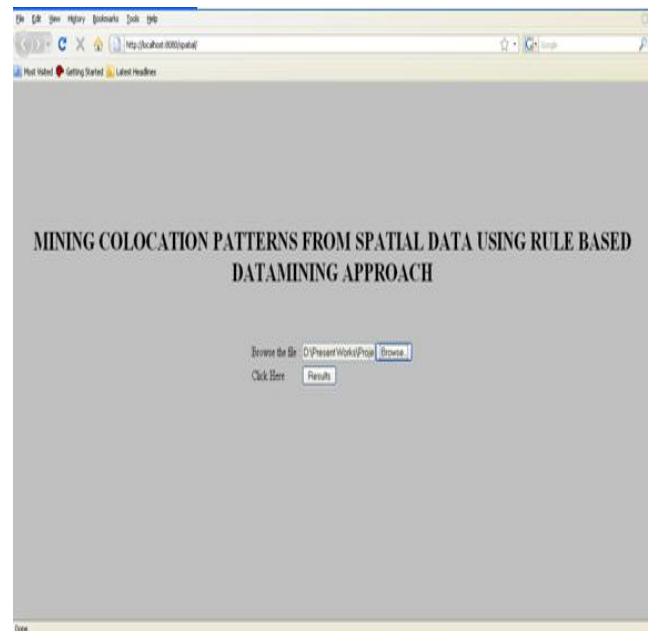 File Edit View History Bookmarks Tools Help
http://localhost:8080/spatial/
Google
Most Visited Getting Started Latest Headlines
MINING COLOCATION PATTERNS FROM SPATIAL DATA USING RULE BASED
DATAMINING APPROACH
Browse the file D:\Present Works\Proje Browse...
Click Here Results
Done